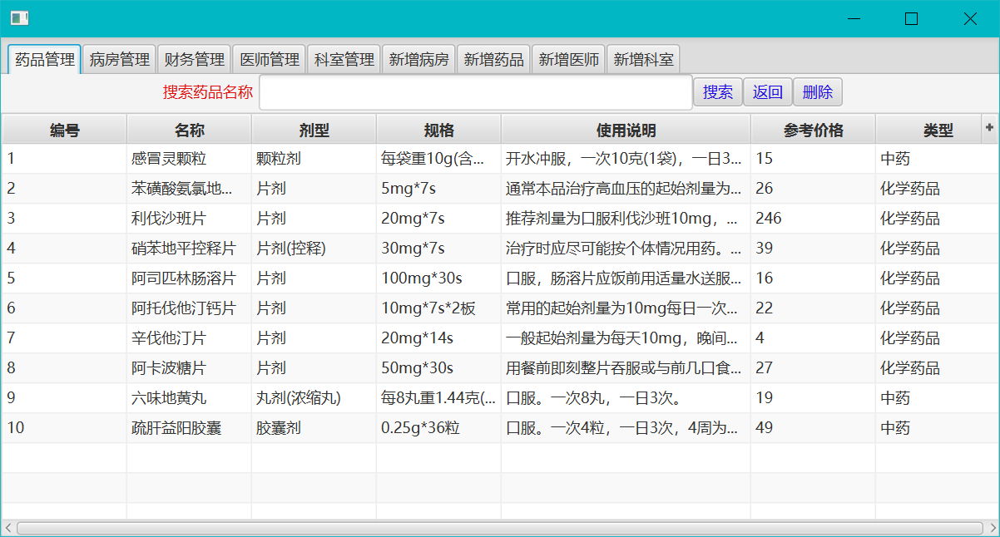 药品管理 病房管理 财务管理 医师管理 科室管理 新增病房 新增药品 新增医师 新增科室
搜索药品名称 搜索 返回 删除
编号 名称 剂型 规格 使用说明 参考价格 类型 +
1 感冒灵颗粒 颗粒剂 每袋重10g(含... 开水冲服，一次10克(1袋)，一日3... 15 中药
2 苯磺酸氨氯地... 片剂 5mg*7s 通常本品治疗高血压的起始剂量为... 26 化学药品
3 利伐沙班片 片剂 20mg*7s 推荐剂量为口服利伐沙班10mg，... 246 化学药品
4 硝苯地平控释片 片剂(控释) 30mg*7s 治疗时应尽可能按个体情况用药。... 39 化学药品
5 阿司匹林肠溶片 片剂 100mg*30s 口服，肠溶片应饭前用适量水送服... 16 化学药品
6 阿托伐他汀钙片 片剂 10mg*7s*2板 常用的起始剂量为10mg每日一次... 22 化学药品
7 辛伐他汀片 片剂 20mg*14s 一般起始剂量为每天10mg，晚间... 4 化学药品
8 阿卡波糖片 片剂 50mg*30s 用餐前即刻整片吞服或与前几口食... 27 化学药品
9 六味地黄丸 丸剂(浓缩丸) 每8丸重1.44克(... 口服。一次8丸，一日3次。 19 中药
10 疏肝益阳胶囊 胶囊剂 0.25g*36粒 口服。一次4粒，一日3次，4周为... 49 中药